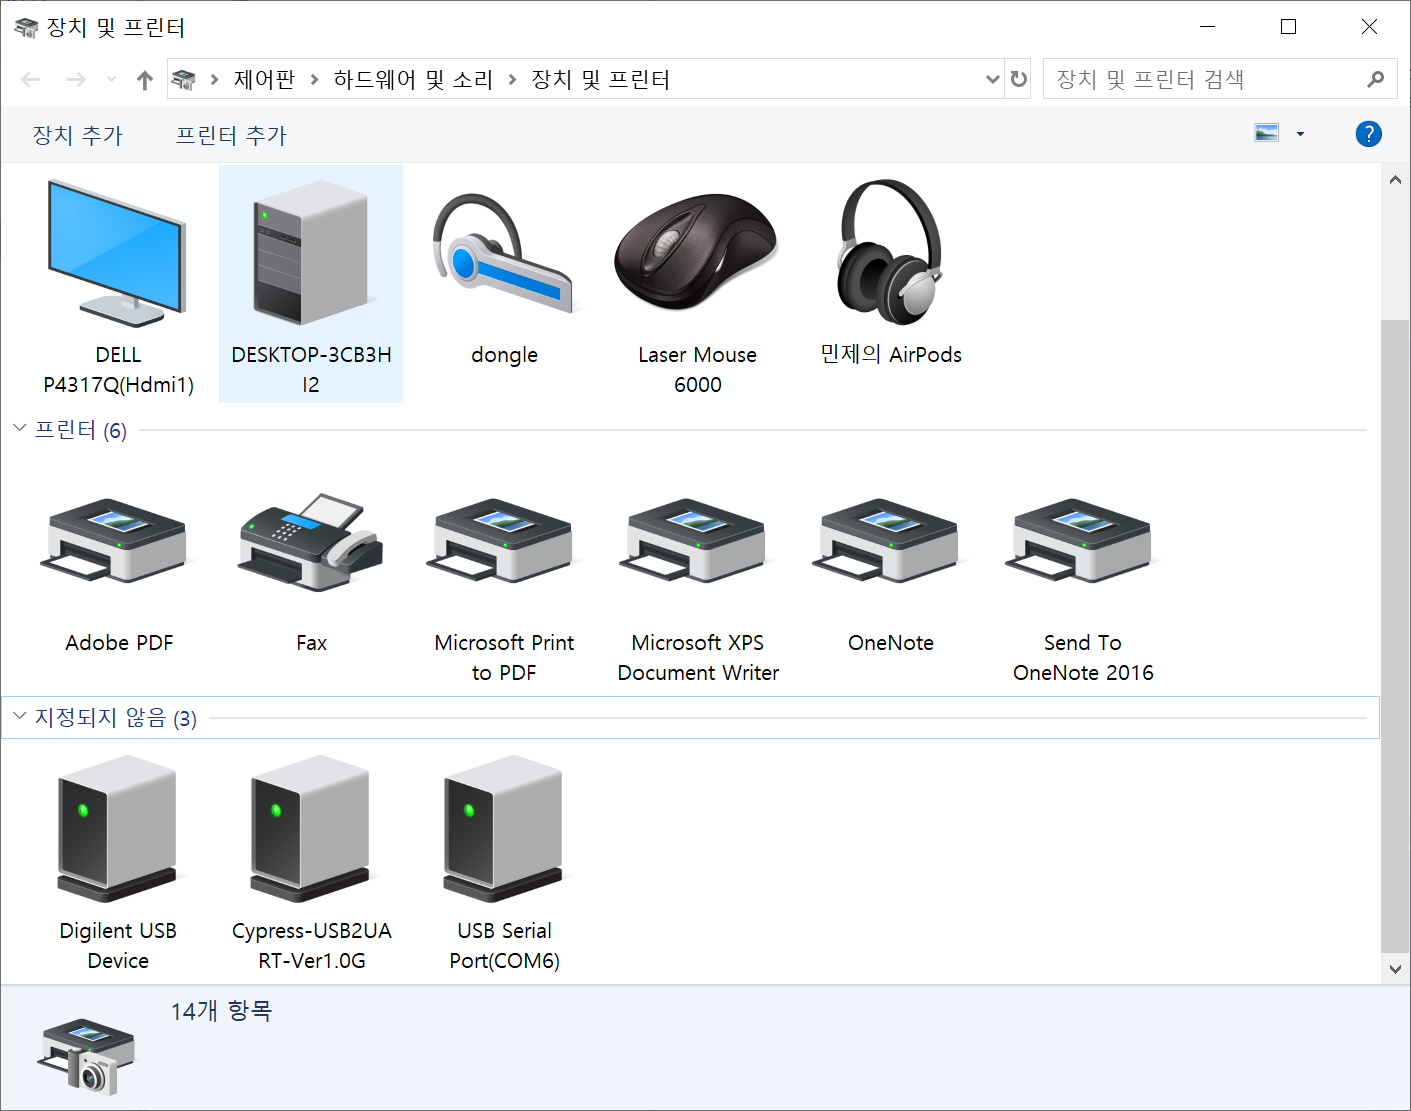 장치 및 프린터
제어판 > 하드웨어 및 소리 > 장치 및 프린터
장치 및 프린터 검색
장치 추가
프린터 추가
?
DELL
P4317Q(Hdmi1)
DESKTOP-3CB3H
I2
dongle
Laser Mouse
6000
민제의 AirPods
프린터 (6)
Adobe PDF
Fax
Microsoft Print
to PDF
Microsoft XPS
Document Writer
OneNote
Send To
OneNote 2016
지정되지 않음 (3)
Digilent USB
Device
Cypress-USB2UA
RT-Ver1.0G
USB Serial
Port(COM6)
14개 항목